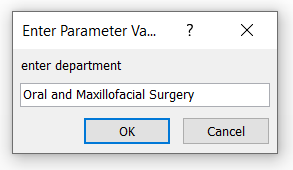 Enter Parameter Va... ?
enter department
Oral and Maxillofacial Surgery
OK Cancel